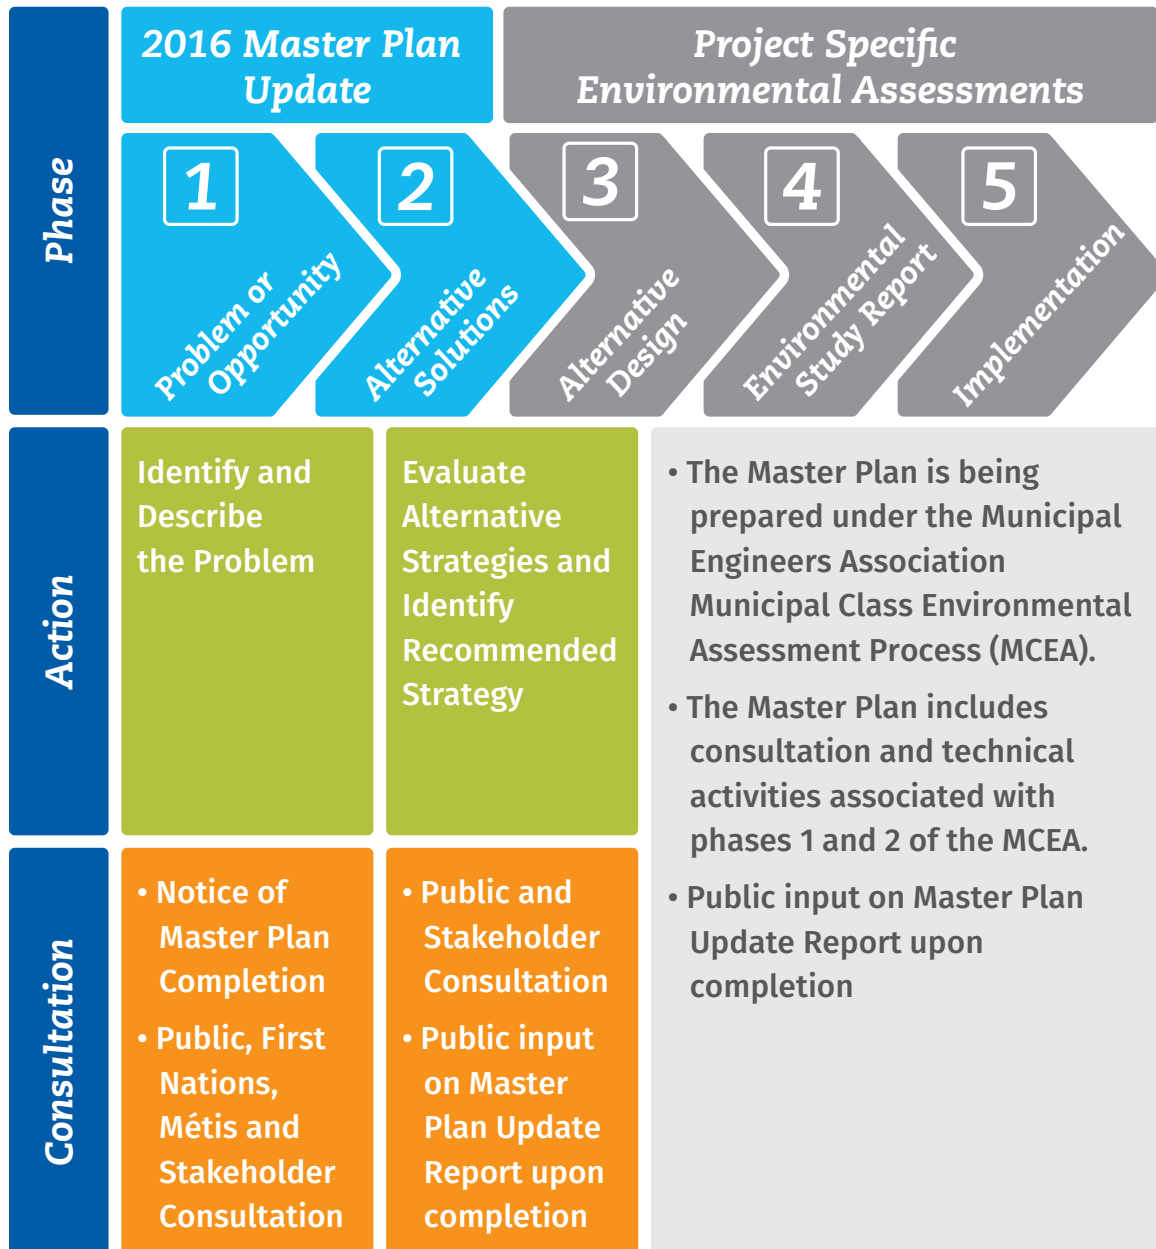 Phase
2016 Master Plan
Update
Project Specific
Environmental Assessments
1
Problem or
Opportunity
2
Alternative
Solutions
3
Alternative
Design
4
Environmental
Study Report
5
Implementation
Action
Identify and
Describe
the Problem
Evaluate
Alternative
Strategies and
Identify
Recommended
Strategy
• The Master Plan is being
prepared under the Municipal
Engineers Association
Municipal Class Environmental
Assessment Process (MCEA).
• The Master Plan includes
consultation and technical
activities associated with
phases 1 and 2 of the MCEA.
• Public input on Master Plan
Update Report upon
completion
Consultation
• Notice of
Master Plan
Completion
• Public, First
Nations,
Métis and
Stakeholder
Consultation
• Public and
Stakeholder
Consultation
• Public input
on Master
Plan Update
Report upon
completion